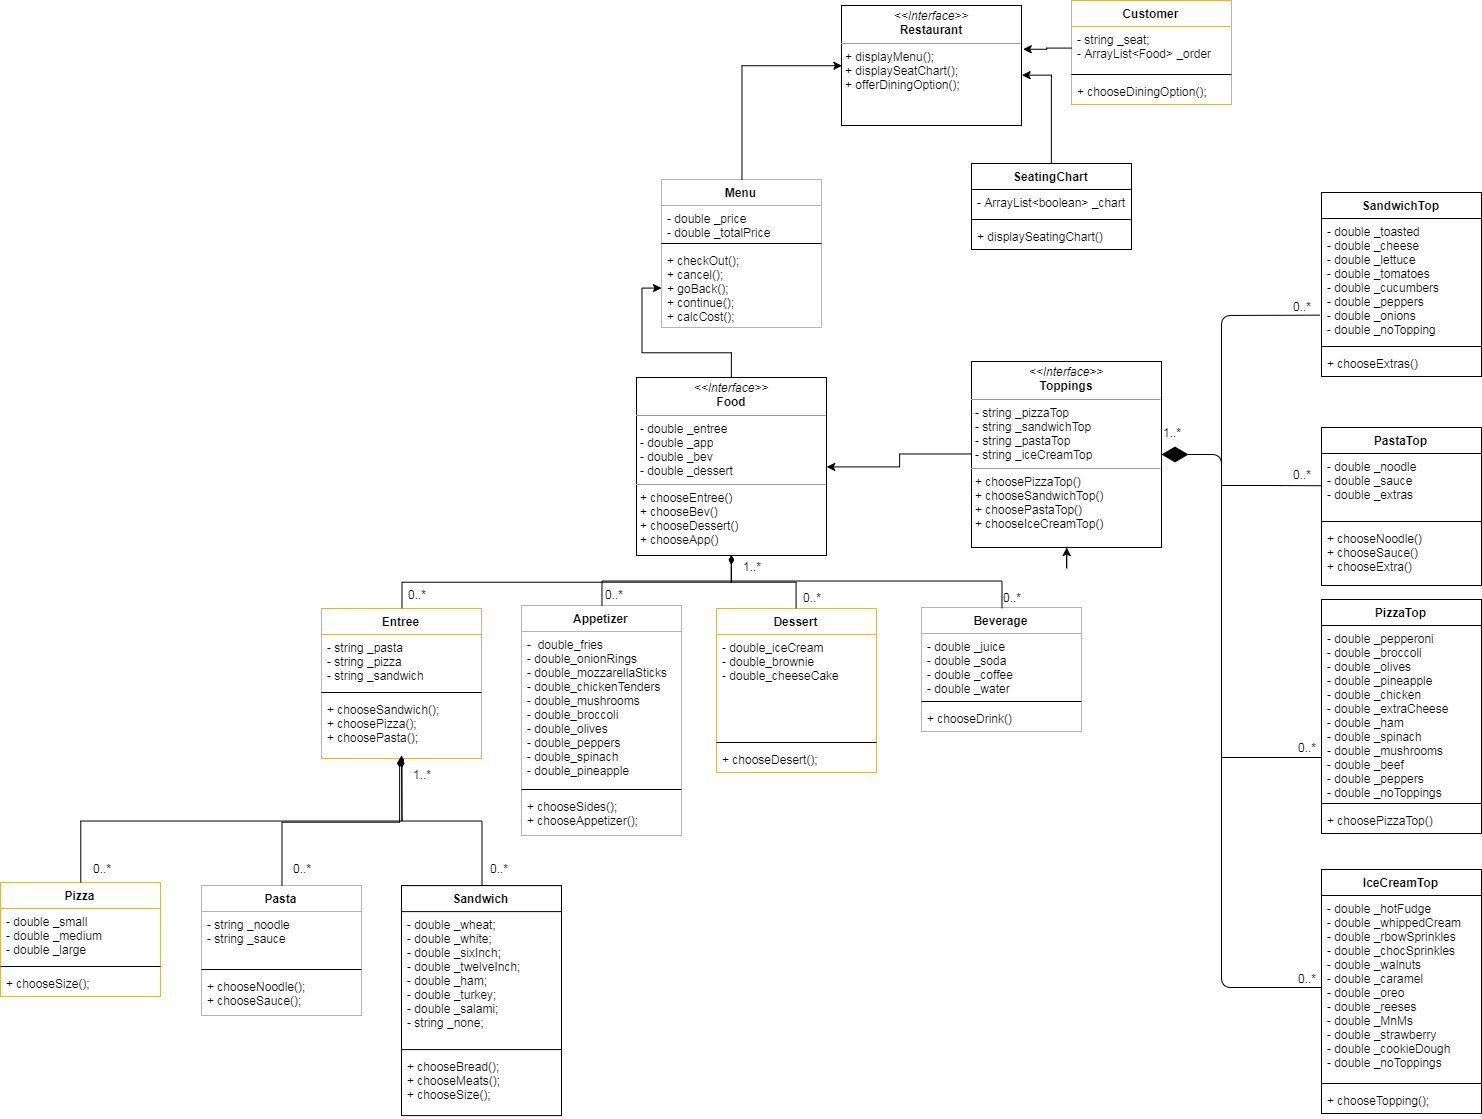 <<Interface>>
Restaurant
+ displayMenu();
+ displaySeatChart();
+ offerDiningOption();
Customer
- string _seat;
- ArrayList<Food> _order
+ chooseDiningOption();
SeatingChart
- ArrayList<boolean> _chart
+ displaySeatingChart()
Menu
- double _price
- double _totalPrice
+ checkOut();
+ cancel();
+ goBack();
+ continue();
+ calcCost();
SandwichTop
- double _toasted
- double _cheese
- double _lettuce
- double _tomatoes
- double _cucumbers
- double _peppers
- double _onions
- double _noTopping
+ chooseExtras()
0..*
<<Interface>>
Food
- double _entree
- double _app
- double _bev
- double _dessert
+ chooseEntree()
+ chooseBev()
+ chooseDessert()
+ chooseApp()
1..*
<<Interface>>
Toppings
- string _pizzaTop
- string _sandwichTop
- string _pastaTop
- string _iceCreamTop
+ choosePizzaTop()
+ chooseSandwichTop()
+ choosePastaTop()
+ chooseIceCreamTop()
1..*
PastaTop
- double _noodle
- double _sauce
- double _extras
+ chooseNoodle()
+ chooseSauce()
+ chooseExtra()
0..*
0..*
Entree
- string _pasta
- string _pizza
- string _sandwich
+ chooseSandwich();
+ choosePizza();
+ choosePasta();
1..*
0..*
Appetizer
- double_fries
- double_onionRings
- double_mozzarellaSticks
- double_chickenTenders
- double_mushrooms
- double_broccoli
- double_olives
- double_peppers
- double_spinach
- double_pineapple
+ chooseSides();
+ chooseAppetizer();
0..*
Dessert
- double_iceCream
- double_brownie
- double_cheeseCake
+ chooseDesert();
0..*
Beverage
- double _juice
- double _soda
- double _coffee
- double _water
+ chooseDrink()
PizzaTop
- double _pepperoni
- double _broccoli
- double _olives
- double _pineapple
- double _chicken
- double _extraCheese
- double _ham
- double _spinach
- double _mushrooms
- double _beef
- double _peppers
- double _noToppings
+ choosePizzaTop()
0..*
0..*
Pizza
- double _small
- double _medium
- double _large
+ chooseSize();
0..*
Pasta
- string _noodle
- string _sauce
+ chooseNoodle();
+ chooseSauce();
0..*
Sandwich
- double _wheat;
- double _white;
- double _sixInch;
- double _twelveInch;
- double _ham;
- double _turkey;
- double _salami;
- string _none;
+ chooseBread();
+ chooseMeats();
+ chooseSize();
IceCreamTop
- double _hotFudge
- double _whippedCream
- double _rbowSprinkles
- double _chocSprinkles
- double _walnuts
- double _caramel
- double _oreo
- double _reeses
- double _MnMs
- double _strawberry
- double _cookieDough
- double _noToppings
+ chooseTopping();
0..*